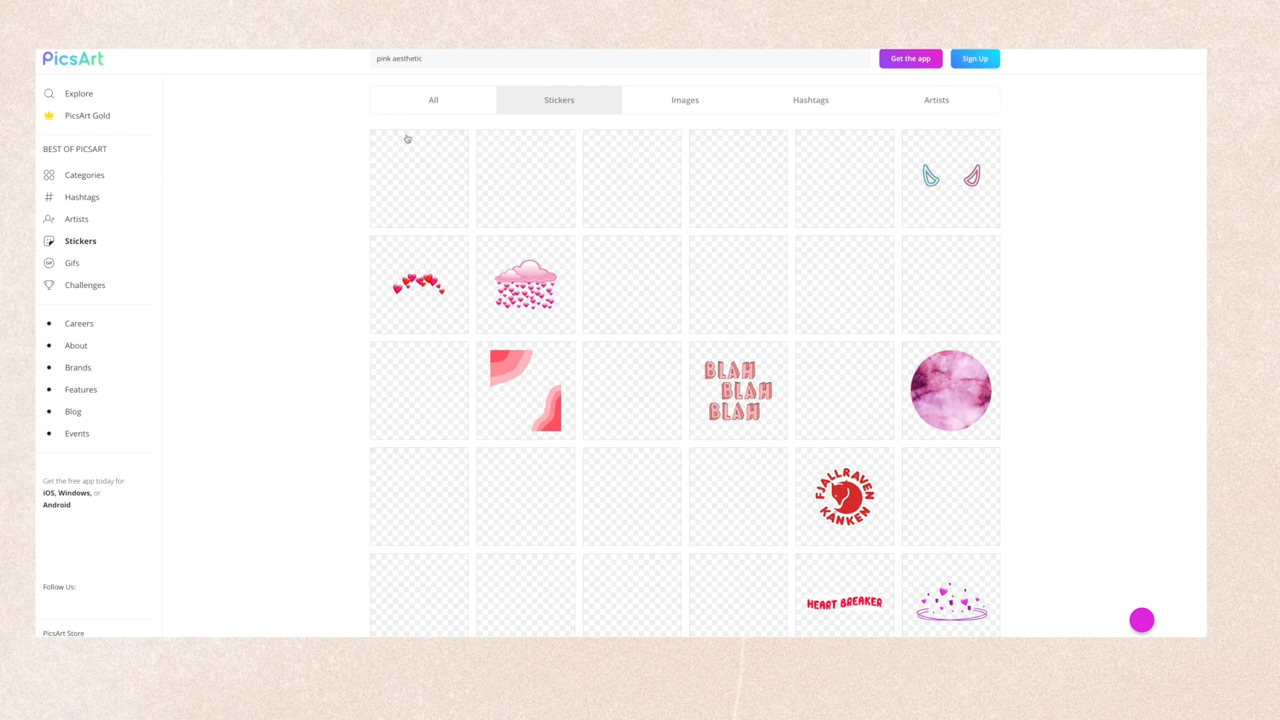 PicsArt
pink aesthetic
Get the app
Sign Up
Explore
PicsArt Gold
BEST OF PICSART
Categories
Hashtags
Artists
Stickers
GIF
Gifs
Challenges
Careers
About
Brands
Features
Blog
Events
Get the free app today for
iOS, Windows, or
Android
Follow Us:
PicsArt Store
All
Stickers
Images
Hashtags
Artists
BLAH
BLAH
BLAH
FJALLRAVEN
KANKEN
HEART BREAKER